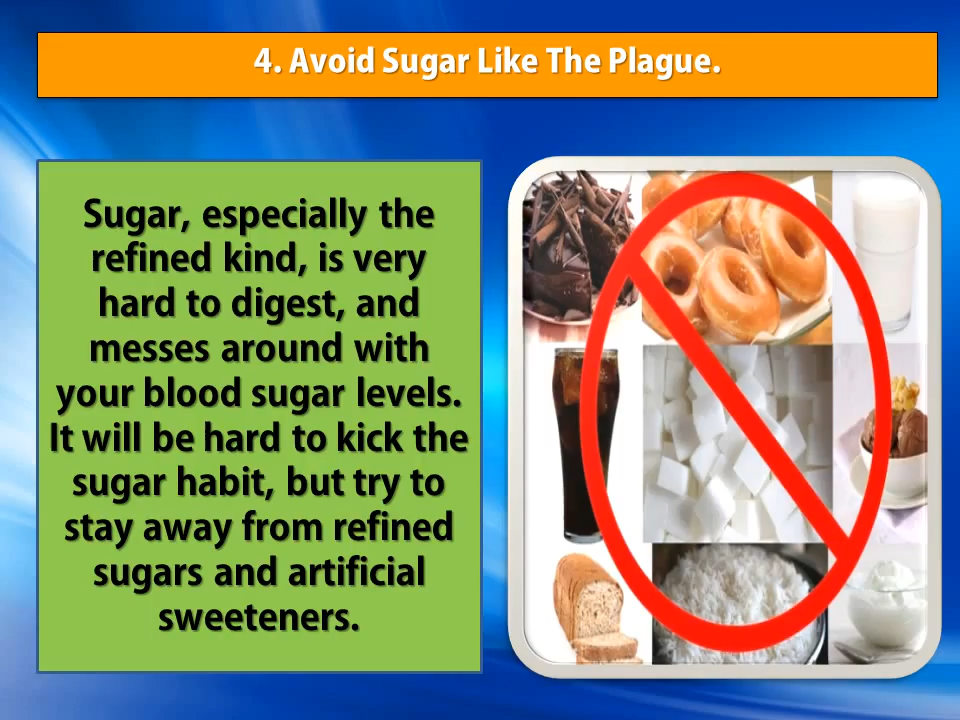 4. Avoid Sugar Like The Plague.
Sugar, especially the
refined kind, is very
hard to digest, and
messes around with
your blood sugar levels.
It will be hard to kick the
sugar habit, but try to
stay away from refined
sugars and artificial
sweeteners.